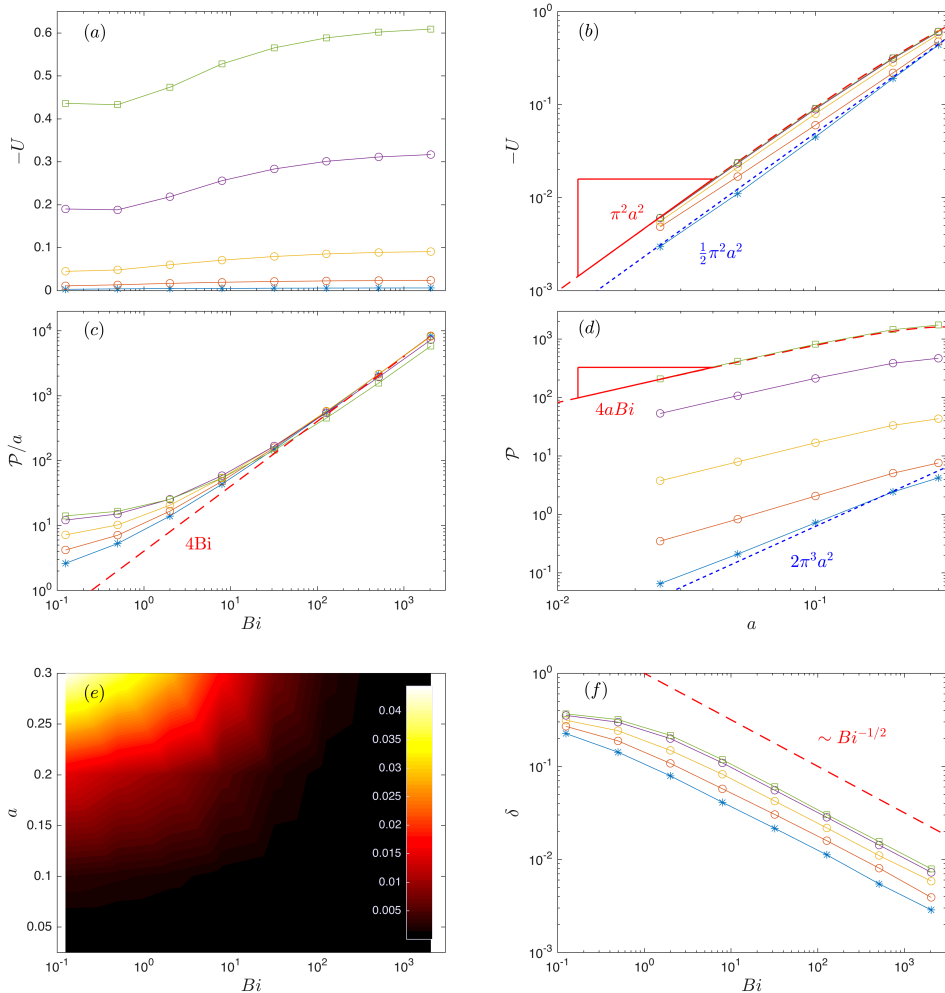 (a)
0.6
0.5
0.4
0.3
0.2
0.1
0
−U
(b)
10^0
10^-1
10^-2
10^-3
−U
π²a²
½π²a²
(c)
10^4
10^3
10^2
10^1
10^0
P/a
4Bi
10^-1 10^0 10^1 10^2 10^3
Bi
(d)
10^3
10^2
10^1
10^0
10^-1
P
4aBi
2π³a²
10^-2 10^-1
a
(e)
0.3
0.25
0.2
0.15
0.1
0.05
a
0.04
0.035
0.03
0.025
0.02
0.015
0.01
0.005
10^-1 10^0 10^1 10^2 10^3
Bi
(f)
10^0
10^-1
10^-2
10^-3
δ
∼ Bi^-1/2
10^-1 10^0 10^1 10^2 10^3
Bi